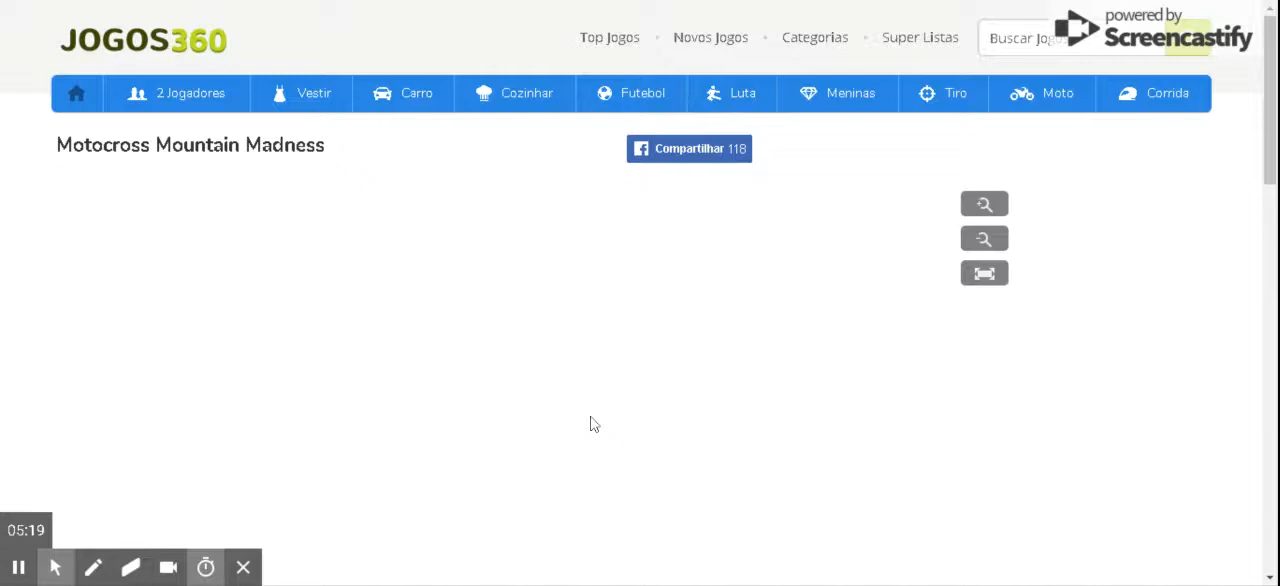 powered by
Screencastify
JOGOS360
Top Jogos • Novos Jogos • Categorias • Super Listas
Buscar
2 Jogadores Vestir Carro Cozinhar Futebol Luta Meninas Tiro Moto Corrida
Motocross Mountain Madness
Compartilhar 118
05:19